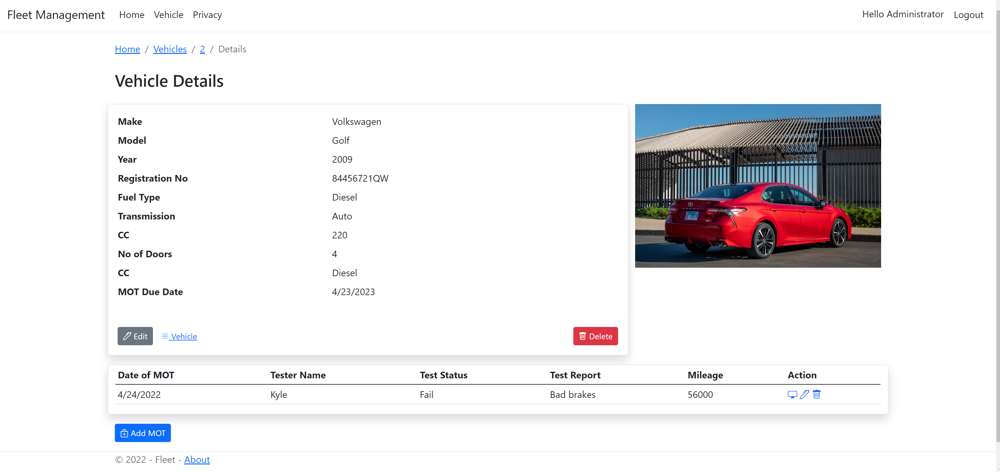 Fleet Management Home Vehicle Privacy Hello Administrator Logout
Home / Vehicles / 2 / Details
Vehicle Details
Make Volkswagen
Model Golf
Year 2009
Registration No 84456721QW
Fuel Type Diesel
Transmission Auto
CC 220
No of Doors 4
CC Diesel
MOT Due Date 4/23/2023
CAMRY
Edit Vehicle Delete
Date of MOT Tester Name Test Status Test Report Mileage Action
4/24/2022 Kyle Fail Bad brakes 56000
Add MOT
© 2022 - Fleet - About